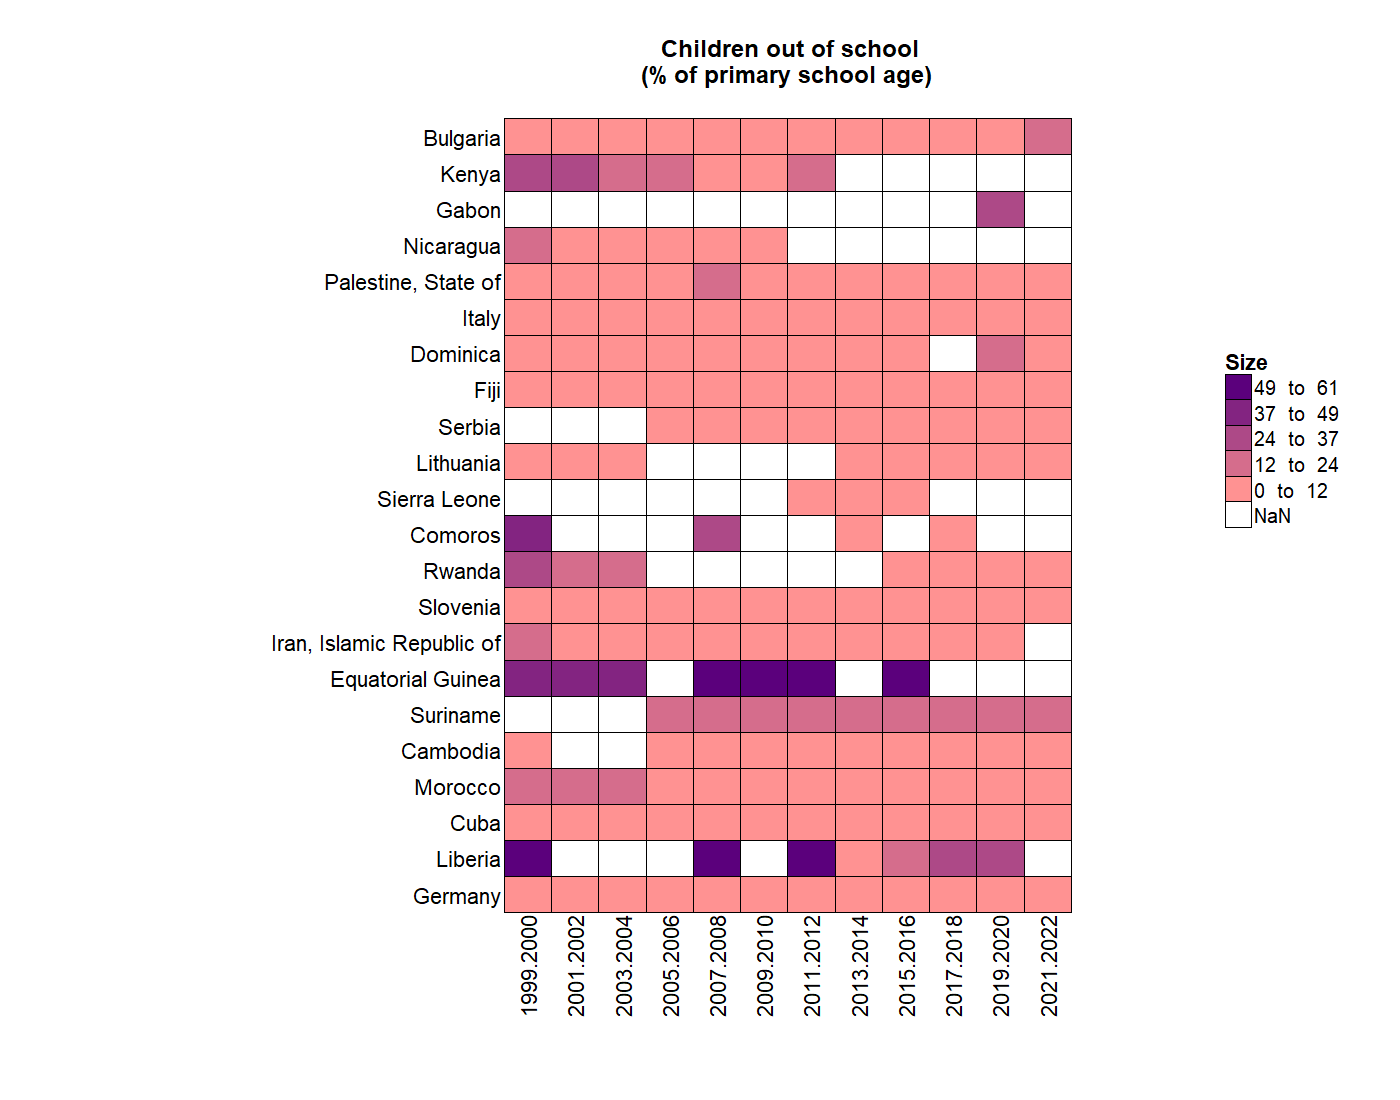 Children out of school
(% of primary school age)
Bulgaria
Kenya
Gabon
Nicaragua
Palestine, State of
Italy
Dominica
Fiji
Serbia
Lithuania
Sierra Leone
Comoros
Rwanda
Slovenia
Iran, Islamic Republic of
Equatorial Guinea
Suriname
Cambodia
Morocco
Cuba
Liberia
Germany
1999.2000
2001.2002
2003.2004
2005.2006
2007.2008
2009.2010
2011.2012
2013.2014
2015.2016
2017.2018
2019.2020
2021.2022
Size
49 to 61
37 to 49
24 to 37
12 to 24
0 to 12
NaN